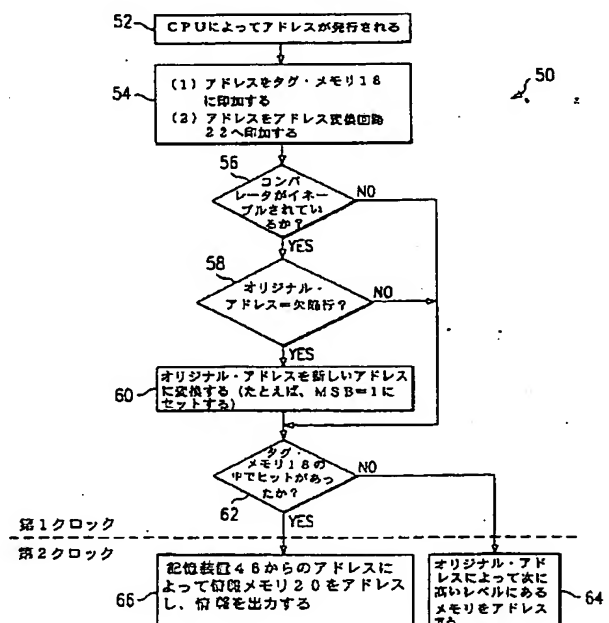 52
CPUによってアドレスが発行される
50
54
(1) アドレスをタグ・メモリ18
に印加する
(2) アドレスをアドレス変換回路
22へ印加する
56
コンパ
レータがイネー
ブルされてい
るか?
NO
YES
58
オリジナル・
アドレス=欠陥行?
NO
YES
60
オリジナル・アドレスを新しいアドレス
に変換する (たとえば、MSB=1に
セットする)
タグ・
メモリ18の
中でヒットがあっ
たか?
NO
62
YES
第1クロック
第2クロック
66
記憶装置46からのアドレスに
よって情報メモリ20をアドレス
し、情報を出力する
オリジナル・アド
レスによって次に
高いレベルにある
メモリをアドレス
する
64